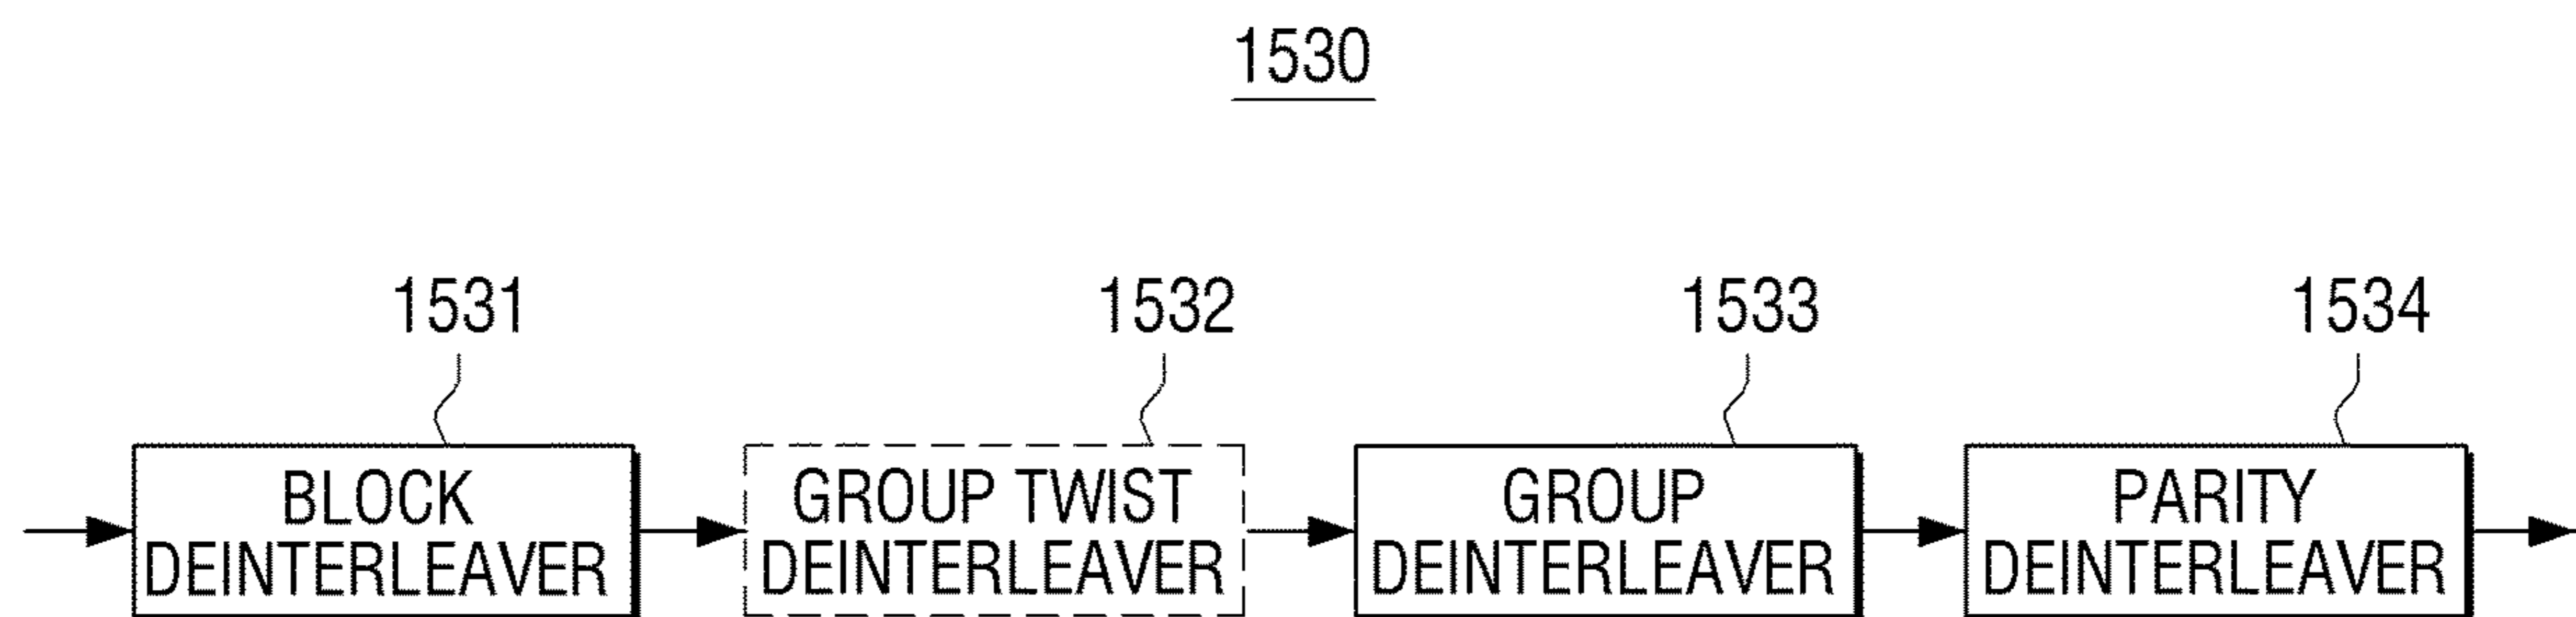 1530
1531
1532
1533
1534
BLOCK
DEINTERLEAVER
GROUP TWIST
DEINTERLEAVER
GROUP
DEINTERLEAVER
PARITY
DEINTERLEAVER